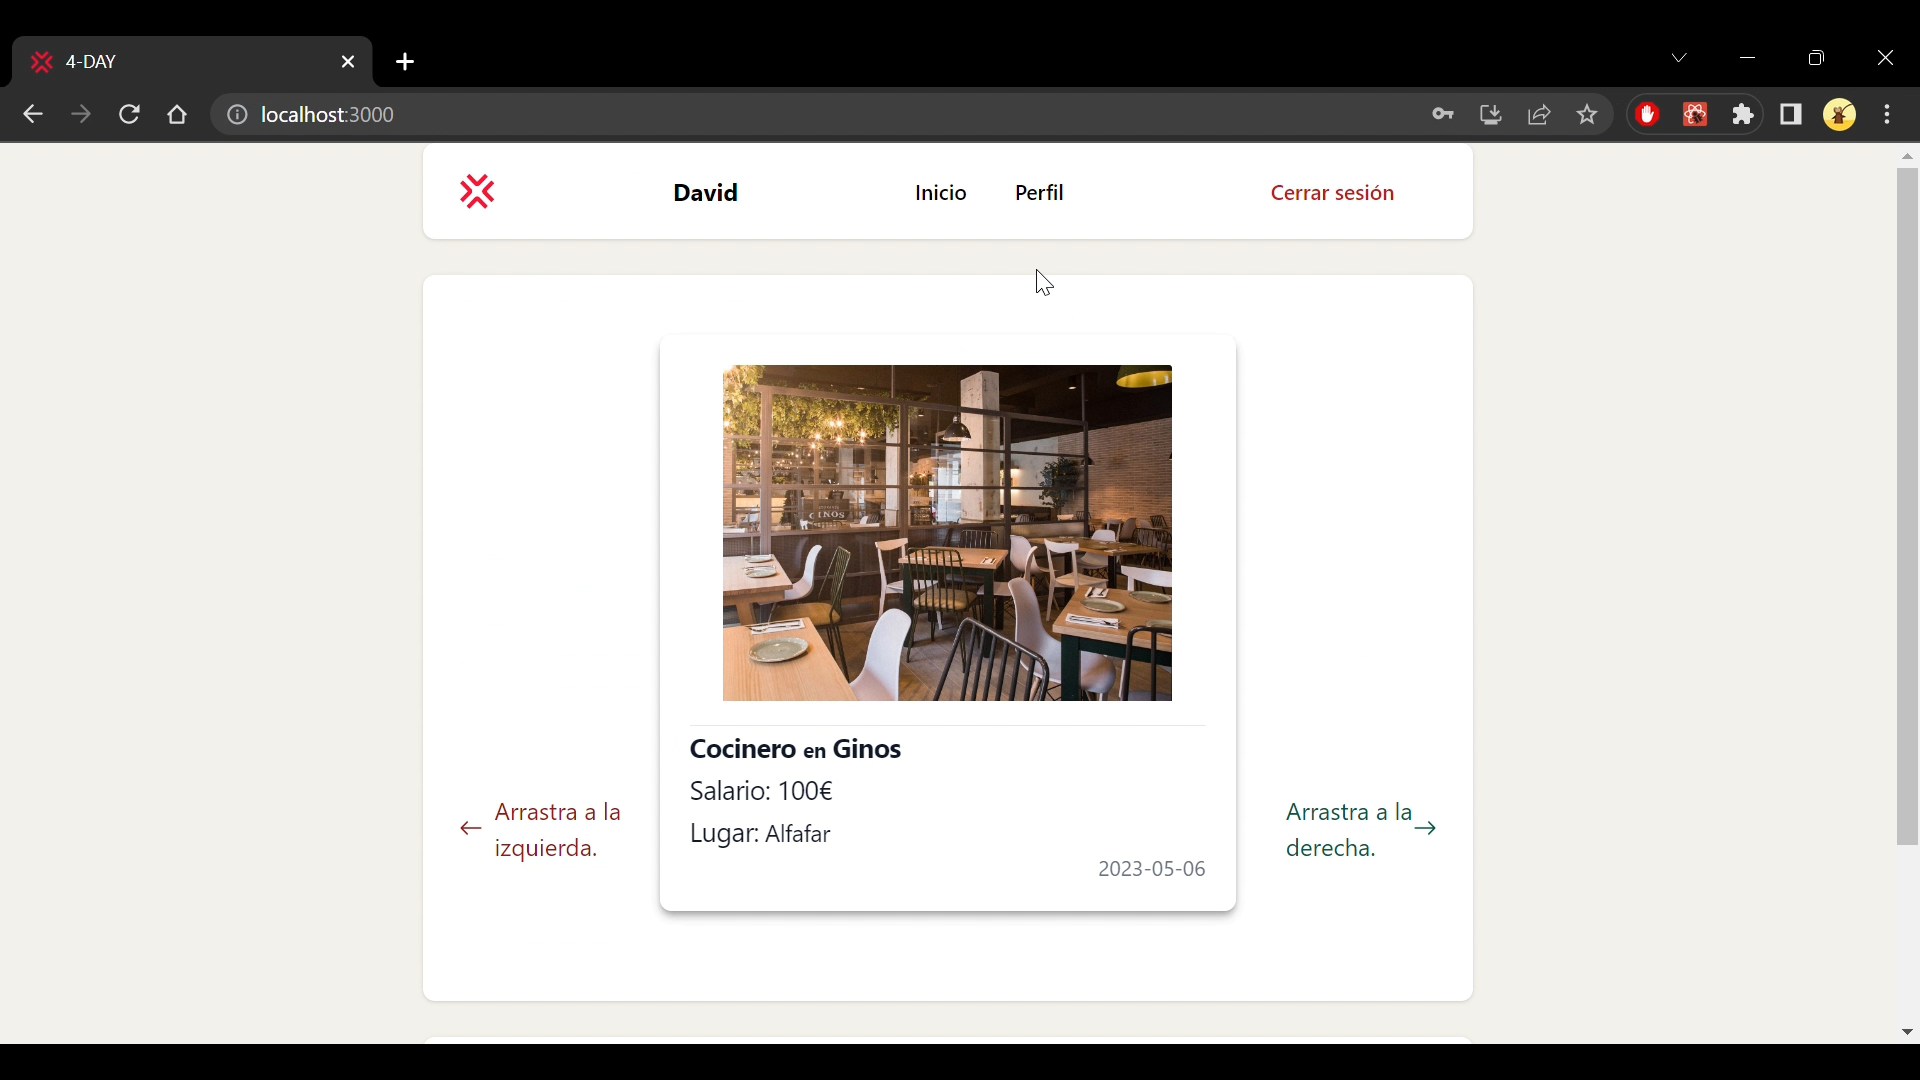 4-DAY
localhost:3000
David
Inicio
Perfil
Cerrar sesión
GINOS
Cocinero en Ginos
Salario: 100€
Lugar: Alfafar
2023-05-06
Arrastra a la
izquierda.
Arrastra a la
derecha.